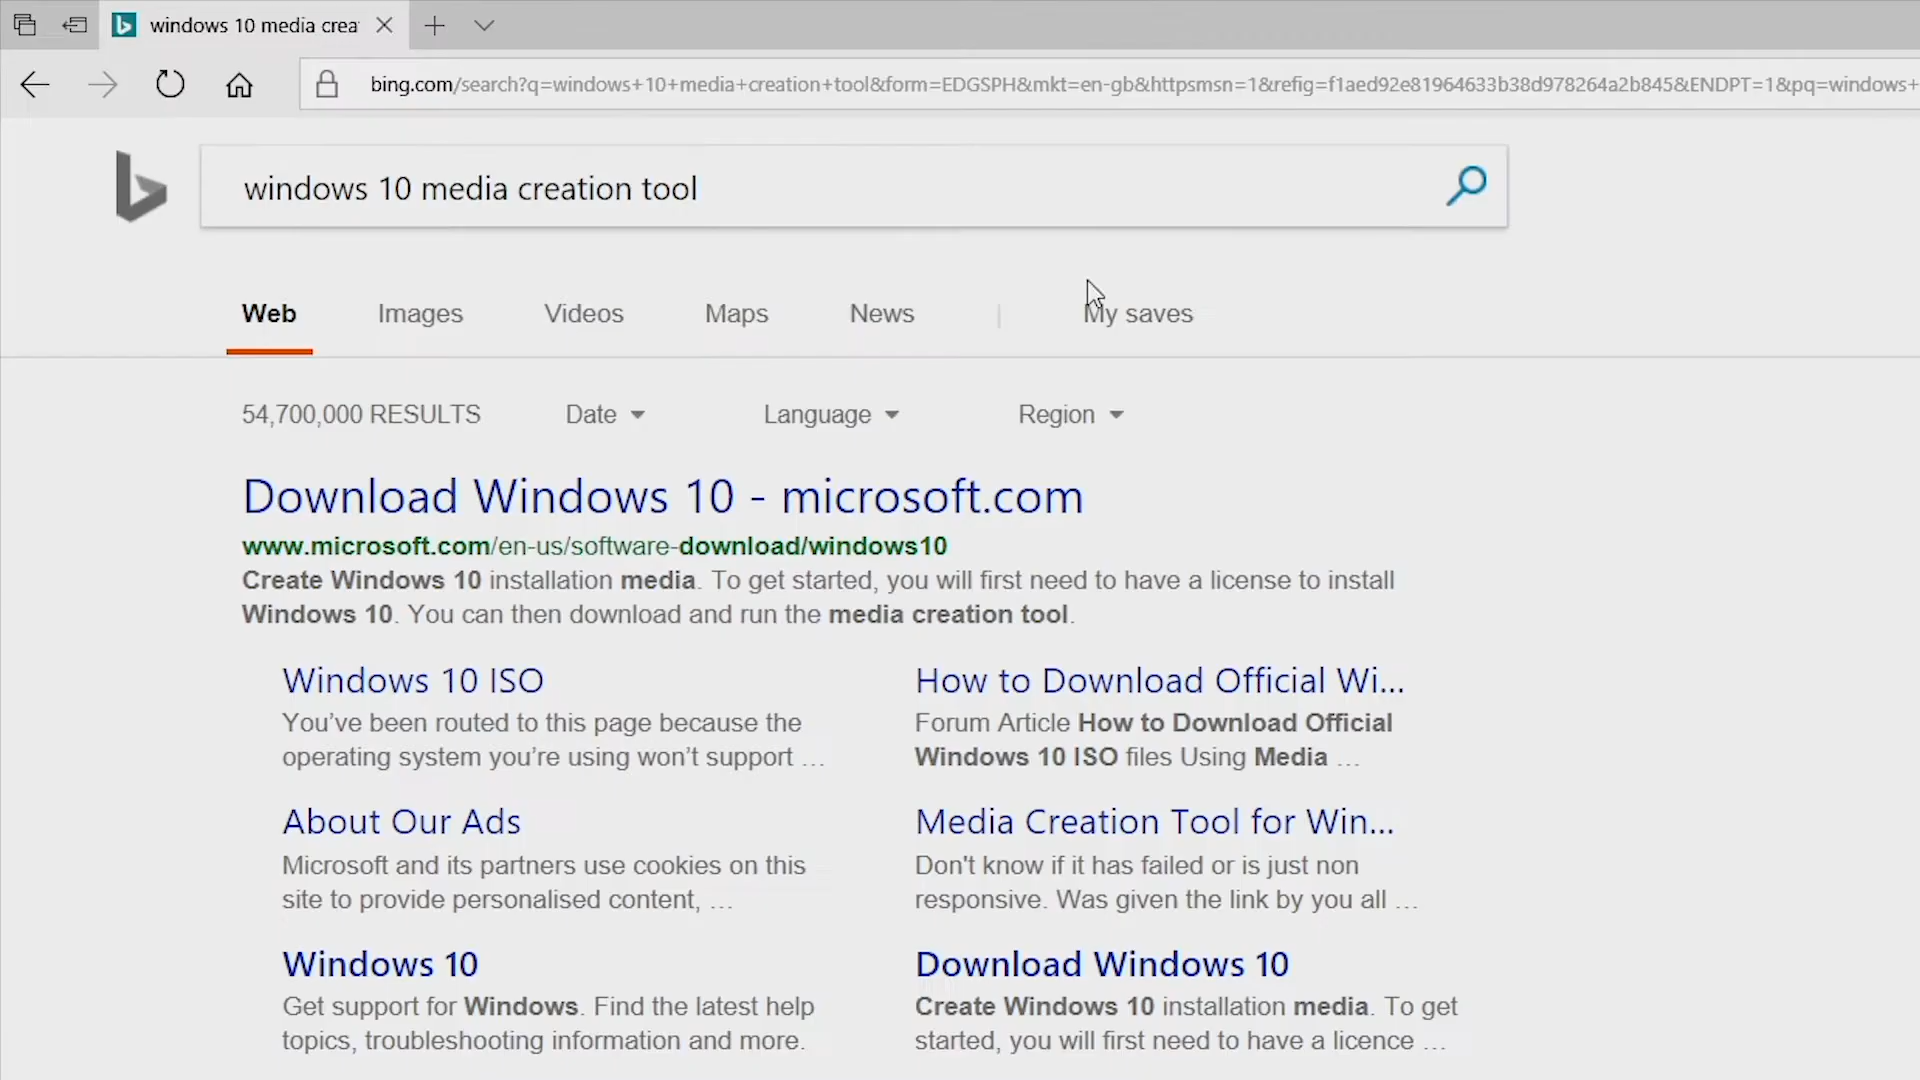 windows 10 media crea
bing.com/search?q=windows+10+media+creation+tool&form=EDGSPH&mkt=en-gb&httpsmsn=1&refig=f1aed92e81964633b38d978264a2b845&ENDPT=1&pq=windows+
windows 10 media creation tool
Web Images Videos Maps News | My saves
54,700,000 RESULTS Date Language Region
Download Windows 10 - microsoft.com
www.microsoft.com/en-us/software-download/windows10
Create Windows 10 installation media. To get started, you will first need to have a license to install
Windows 10. You can then download and run the media creation tool.
Windows 10 ISO
You’ve been routed to this page because the
operating system you’re using won’t support ...
How to Download Official Wi...
Forum Article How to Download Official
Windows 10 ISO files Using Media ...
About Our Ads
Microsoft and its partners use cookies on this
site to provide personalised content, ...
Media Creation Tool for Win...
Don't know if it has failed or is just non
responsive. Was given the link by you all ...
Windows 10
Get support for Windows. Find the latest help
topics, troubleshooting information and more.
Download Windows 10
Create Windows 10 installation media. To get
started, you will first need to have a licence ...